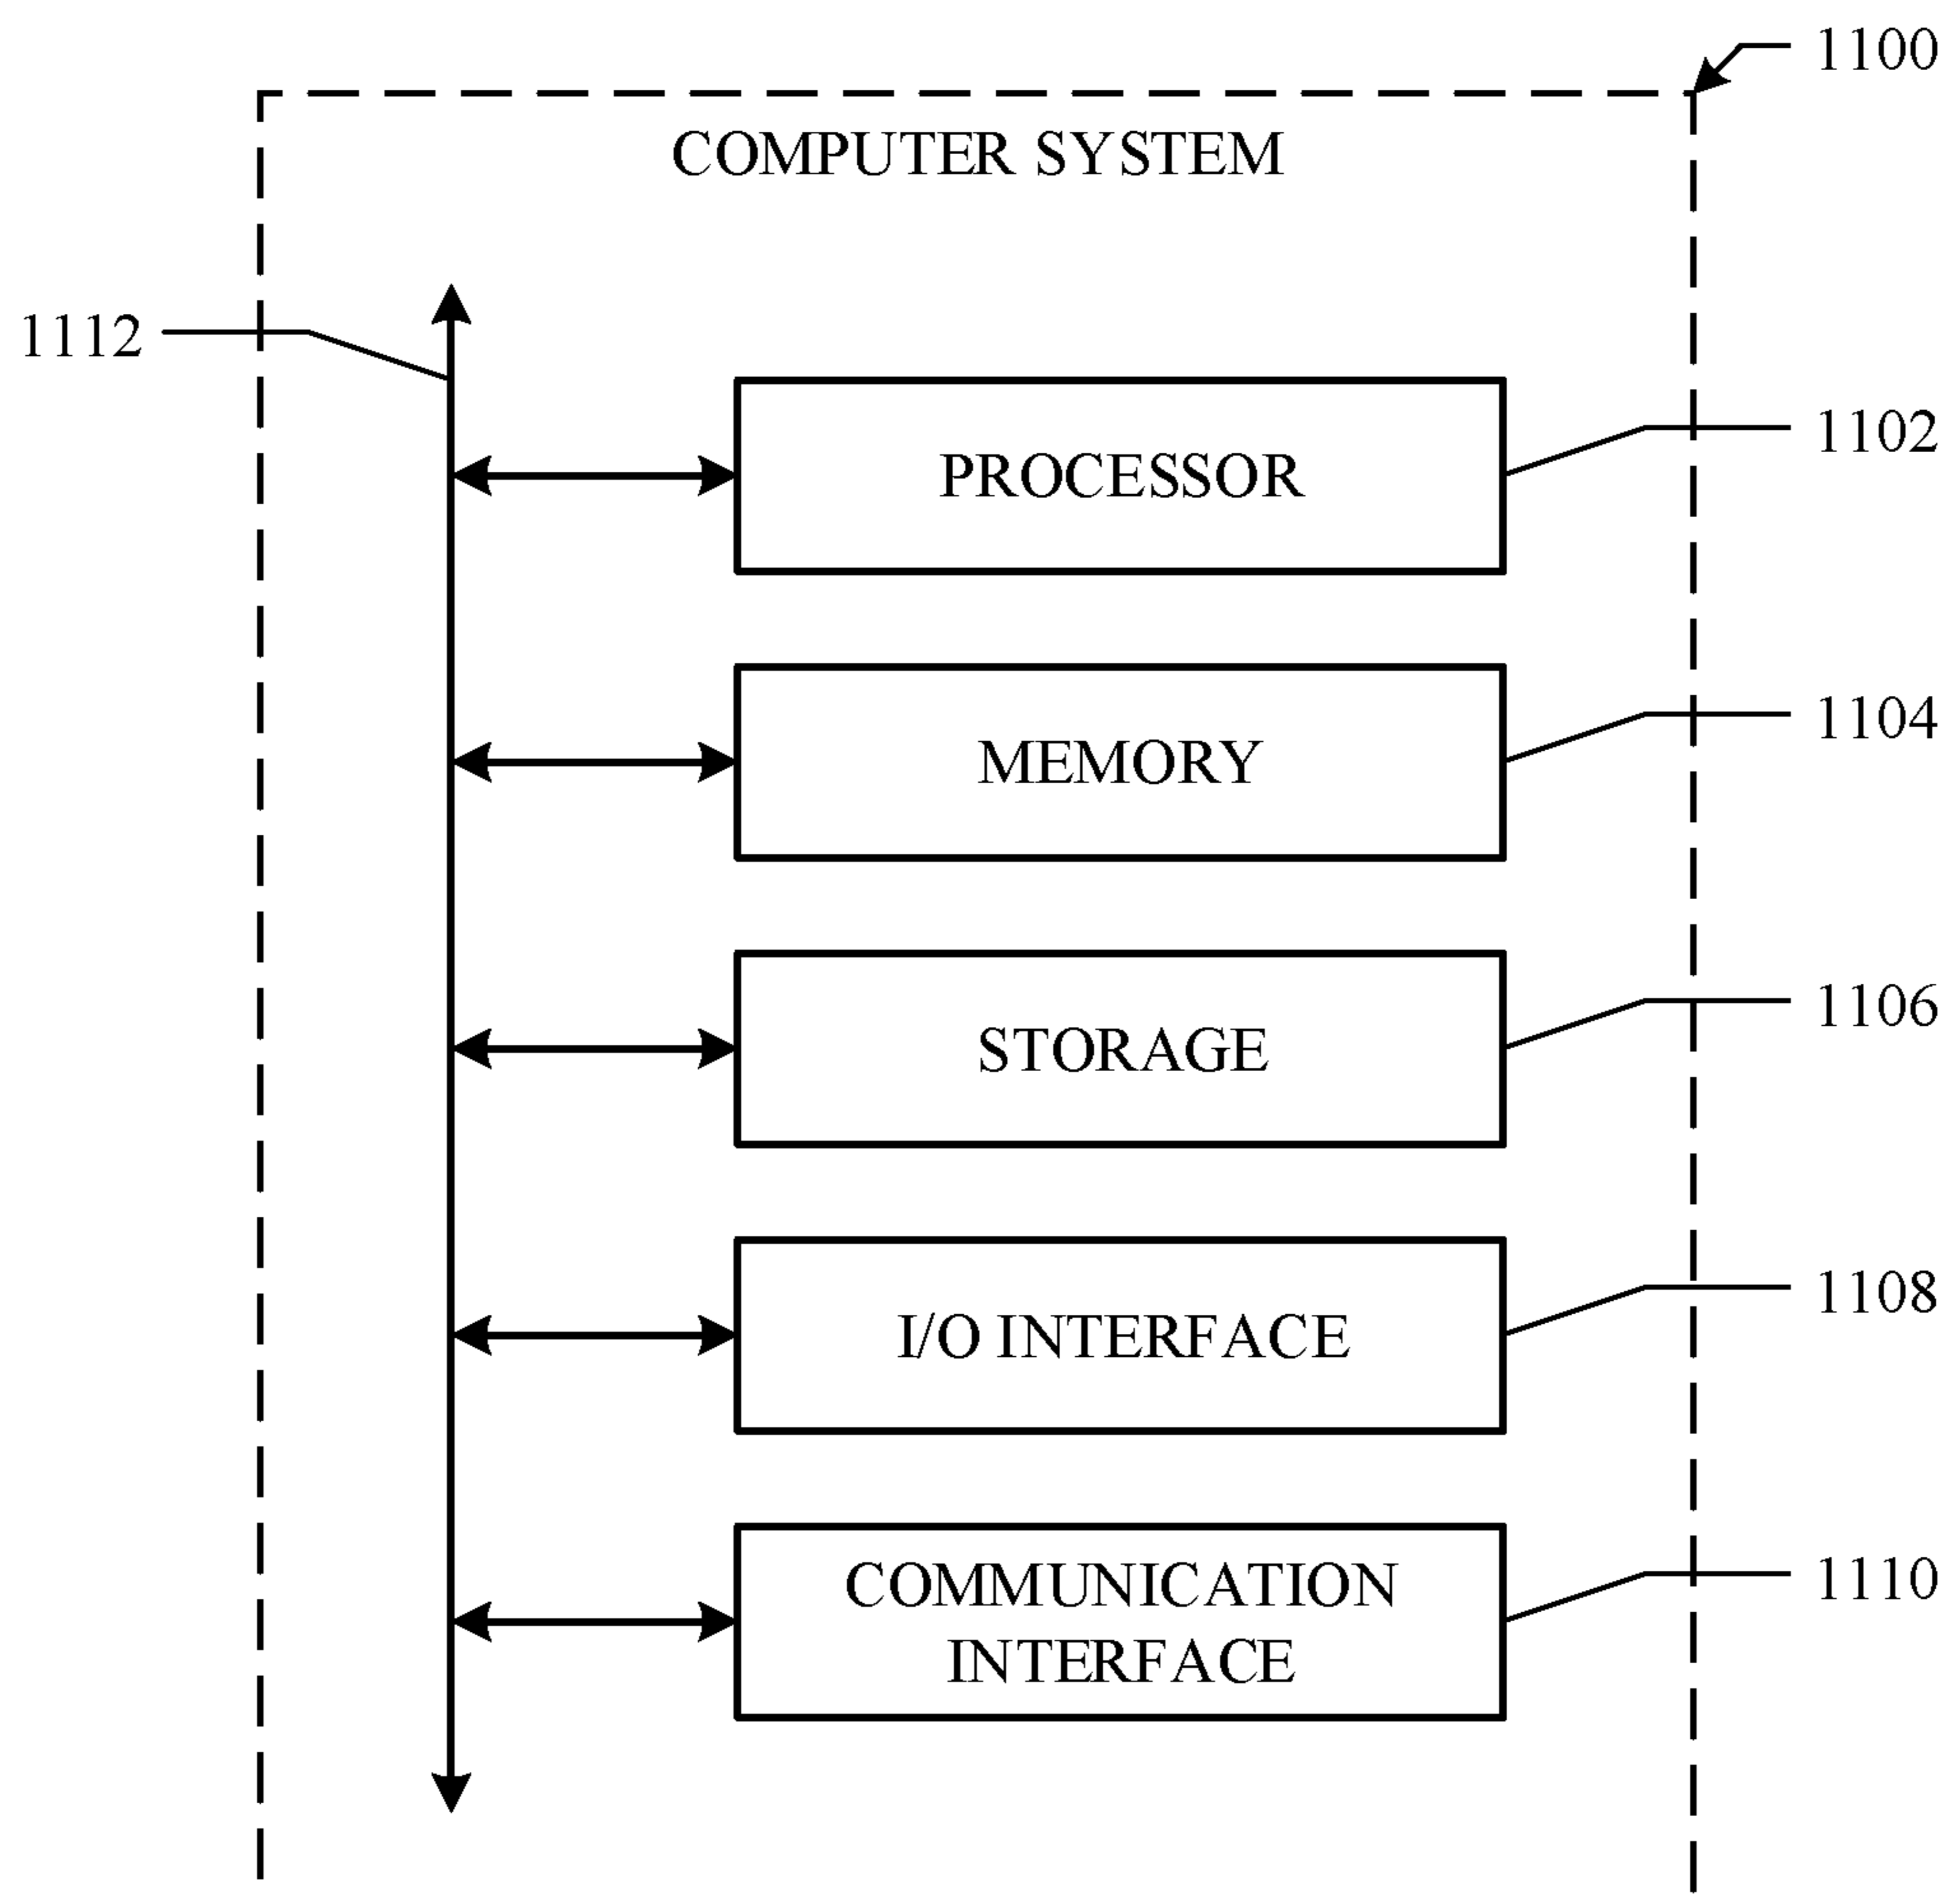 1100
COMPUTER SYSTEM
1112
PROCESSOR
1102
MEMORY
1104
STORAGE
1106
I/O INTERFACE
1108
COMMUNICATION
INTERFACE
1110